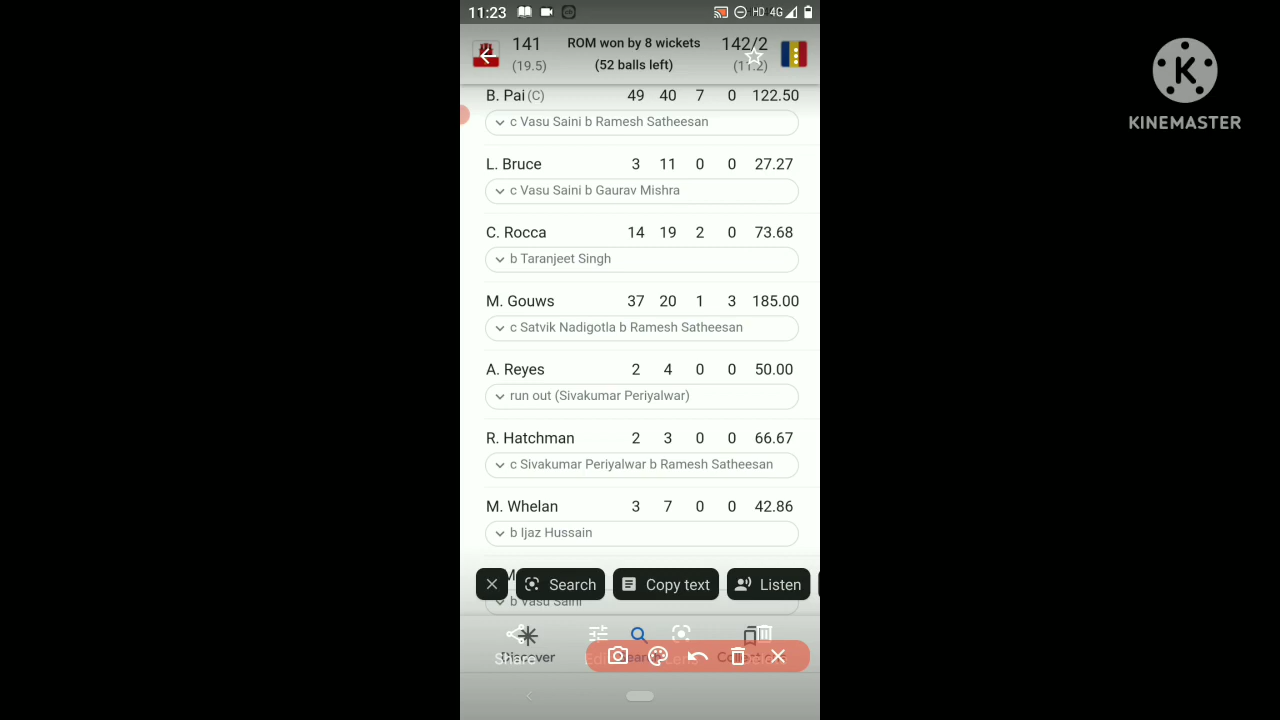 11:23 HD 4G
141 ROM won by 8 wickets 142/2
(19.5) (52 balls left) (11.2)
B. Pai (C) 49 40 7 0 122.50
c Vasu Saini b Ramesh Satheesan
L. Bruce 3 11 0 0 27.27
c Vasu Saini b Gaurav Mishra
C. Rocca 14 19 2 0 73.68
b Taranjeet Singh
M. Gouws 37 20 1 3 185.00
c Satvik Nadigotla b Ramesh Satheesan
A. Reyes 2 4 0 0 50.00
run out (Sivakumar Periyalwar)
R. Hatchman 2 3 0 0 66.67
c Sivakumar Periyalwar b Ramesh Satheesan
M. Whelan 3 7 0 0 42.86
b Ijaz Hussain
Search Copy text Listen
b Vasu Saini
Share Discover
K
KINEMASTER